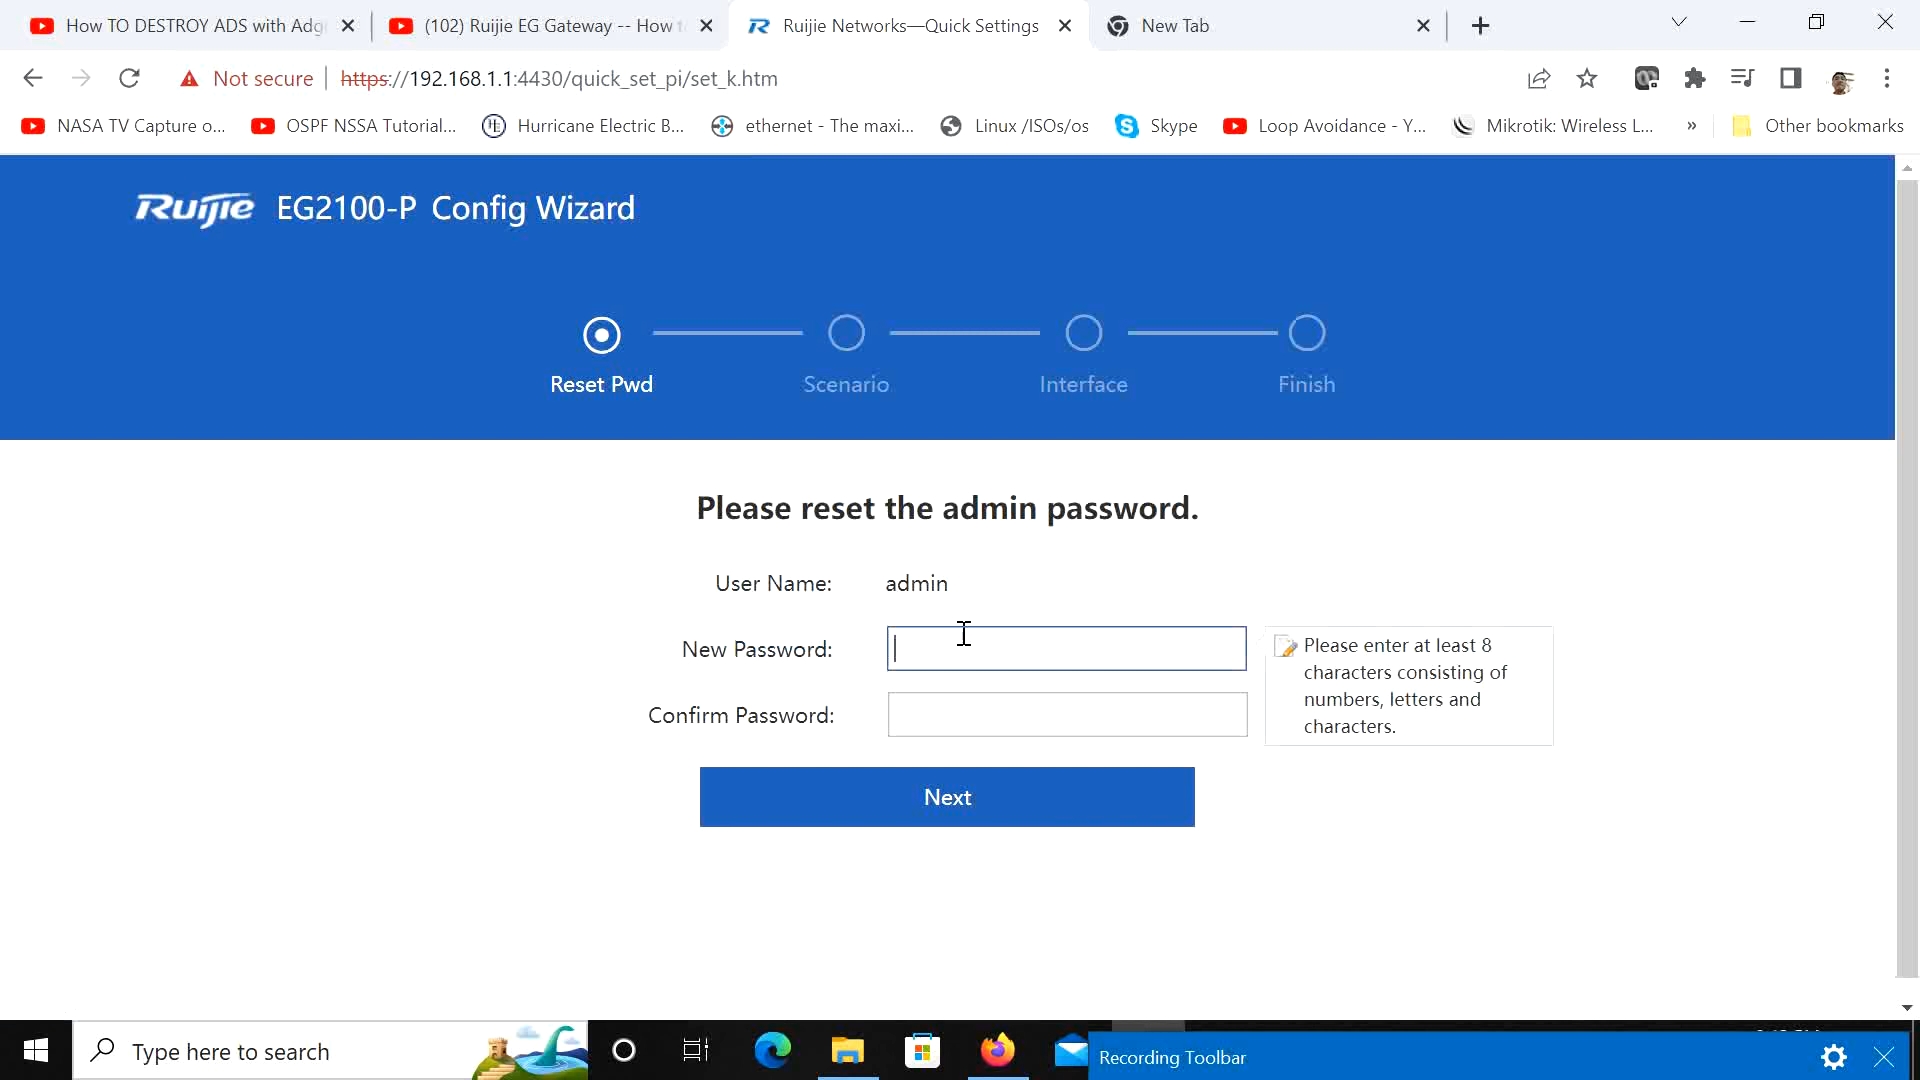 How TO DESTROY ADS with Adg
(102) Ruijie EG Gateway -- How t
Ruijie Networks—Quick Settings
New Tab
Not secure
https://192.168.1.1:4430/quick_set_pi/set_k.htm
NASA TV Capture o...
OSPF NSSA Tutorial...
Hurricane Electric B...
ethernet - The maxi...
Linux /ISOs/os
Skype
Loop Avoidance - Y...
Mikrotik: Wireless L...
»
Other bookmarks
Ruijie EG2100-P Config Wizard
Reset Pwd
Scenario
Interface
Finish
Please reset the admin password.
User Name: admin
New Password:
Please enter at least 8
characters consisting of
numbers, letters and
characters.
Confirm Password:
Next
Type here to search
Recording Toolbar